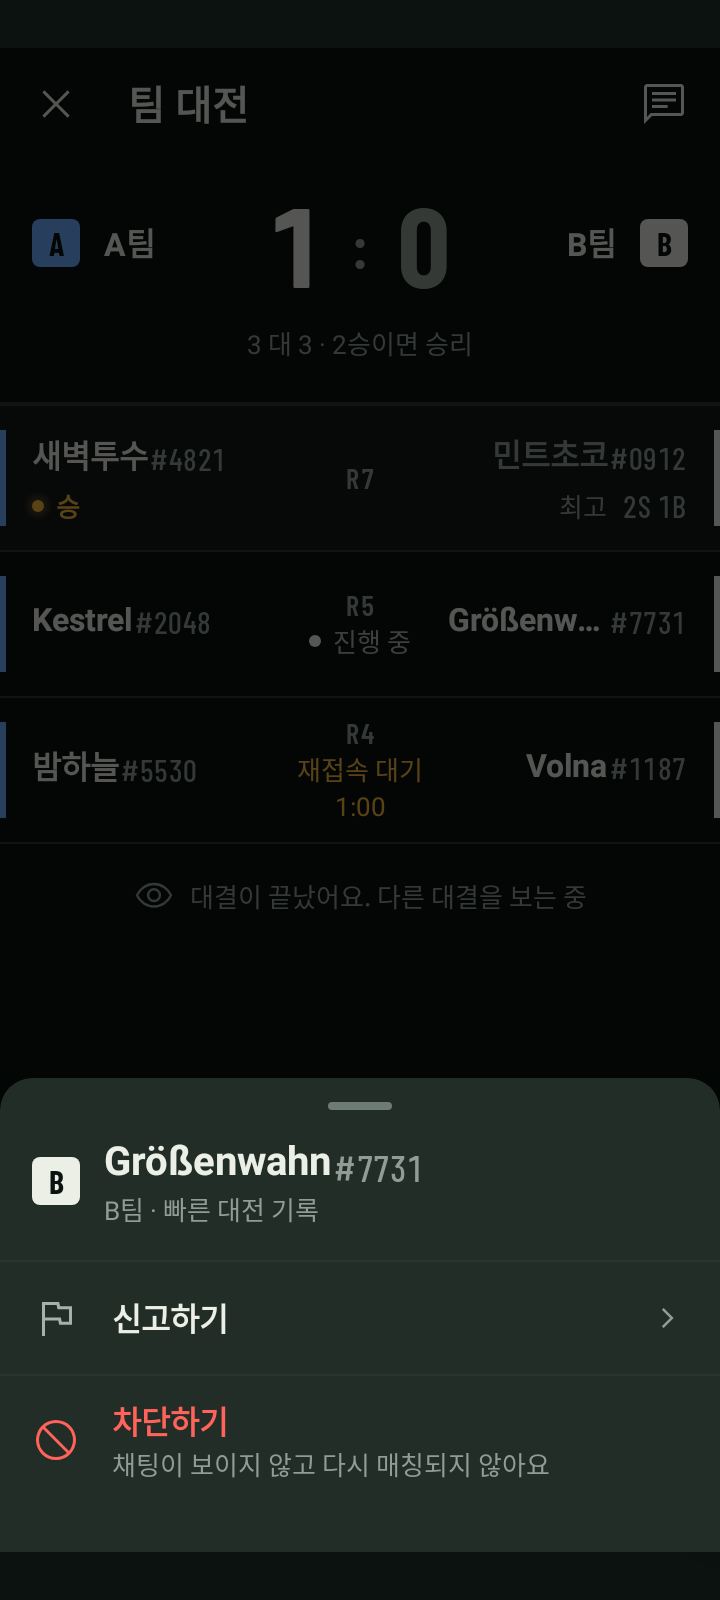 팀 대전
A A팀 1 : 0 B팀 B
3 대 3 · 2승이면 승리
새벽투수#4821 R7 민트초코#0912
승 최고 2S 1B
Kestrel#2048 R5 Größenw… #7731
진행 중
밤하늘#5530 R4 Volna#1187
재접속 대기
1:00
대결이 끝났어요. 다른 대결을 보는 중
B Größenwahn#7731
B팀 · 빠른 대전 기록
신고하기
차단하기
채팅이 보이지 않고 다시 매칭되지 않아요